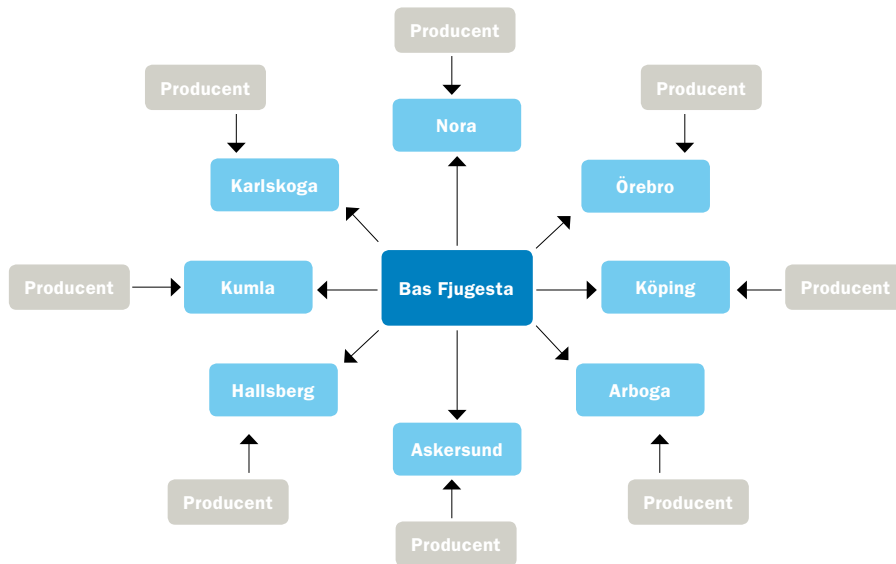 Producent
Producent
Producent
Nora
Karlskoga
Örebro
Producent
Kumla
Bas Fjugesta
Köping
Producent
Hallsberg
Arboga
Askersund
Producent
Producent
Producent